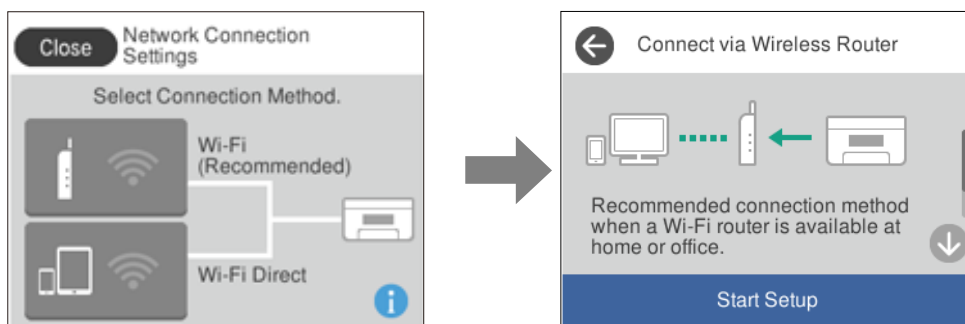 Close
Network Connection
Settings
Select Connection Method.
Wi-Fi
(Recommended)
Wi-Fi Direct
i
Connect via Wireless Router
Recommended connection method
when a Wi-Fi router is available at
home or office.
Start Setup